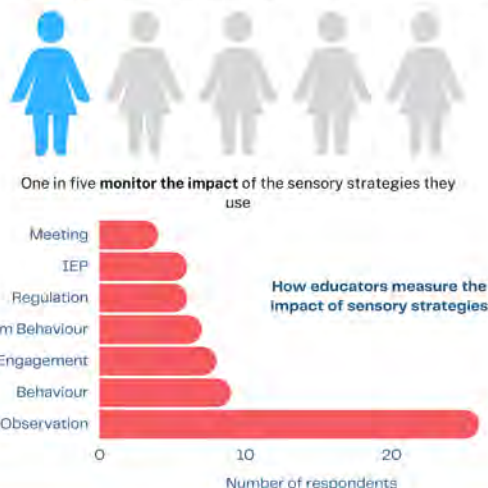 One in five monitor the impact of the sensory strategies they
use
Meeting
IEP
Regulation
How educators measure the
impact of sensory strategies
m Behaviour
Engagement
Behaviour
Observation
0 10 20
Number of respondents